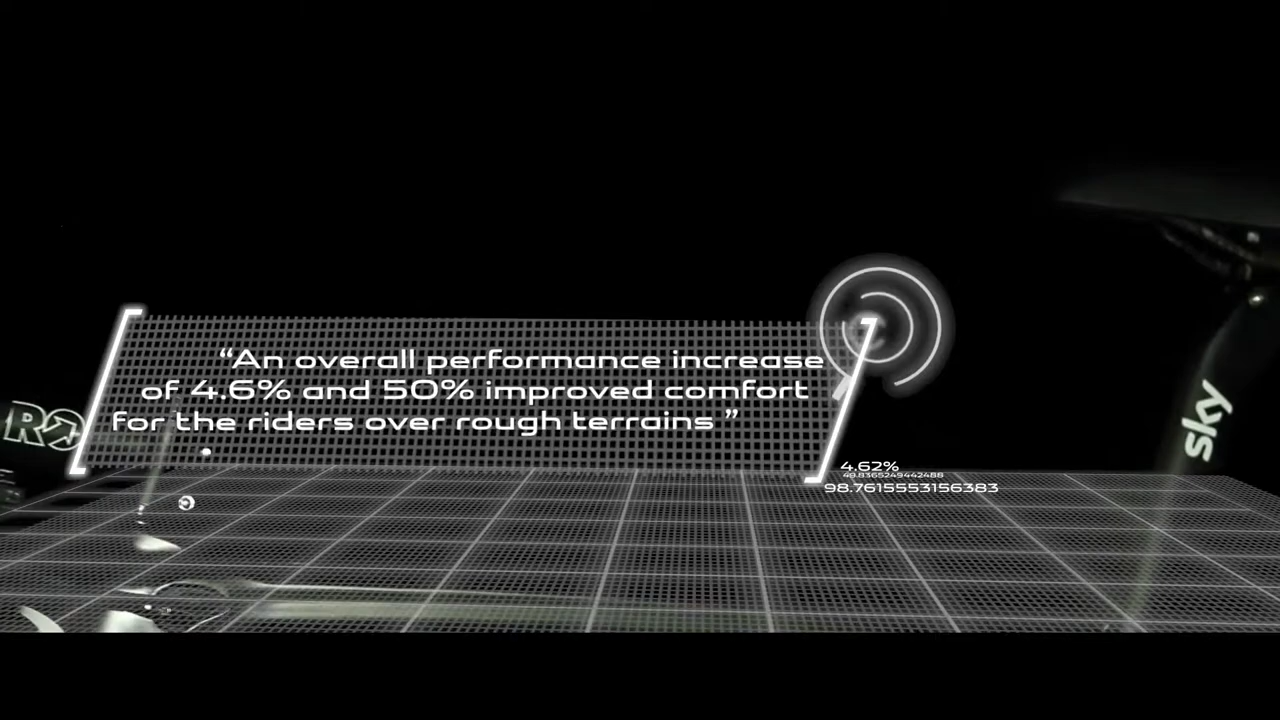 “An overall performance increase
of 4.6% and 50% improved comfort
for the riders over rough terrains ”
4.62%
98.7615553156383
sky